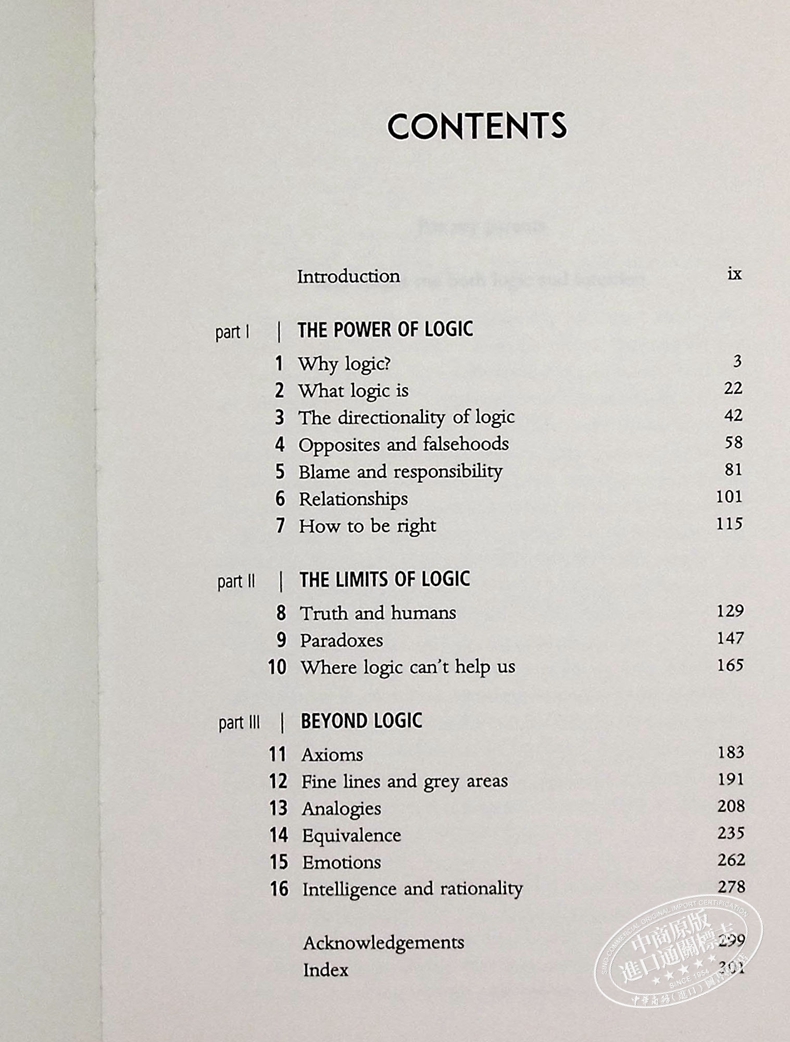 CONTENTS
Introduction ix
part I | THE POWER OF LOGIC
1 Why logic? 3
2 What logic is 22
3 The directionality of logic 42
4 Opposites and falsehoods 58
5 Blame and responsibility 81
6 Relationships 101
7 How to be right 115
part II | THE LIMITS OF LOGIC
8 Truth and humans 129
9 Paradoxes 147
10 Where logic can't help us 165
part III | BEYOND LOGIC
11 Axioms 183
12 Fine lines and grey areas 191
13 Analogies 208
14 Equivalence 235
15 Emotions 262
16 Intelligence and rationality 278
Acknowledgements 299
Index 301
中商原版
進口通關標志
SINCE 1954